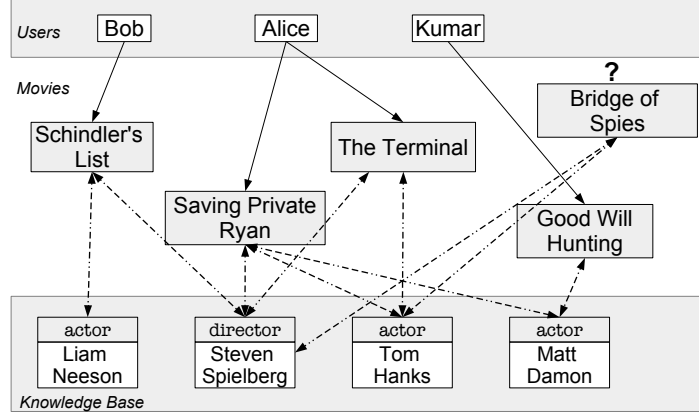 Users
Bob
Alice
Kumar
Movies
?
Bridge of
Spies
Schindler's
List
The Terminal
Saving Private
Ryan
Good Will
Hunting
actor
Liam
Neeson
director
Steven
Spielberg
actor
Tom
Hanks
actor
Matt
Damon
Knowledge Base